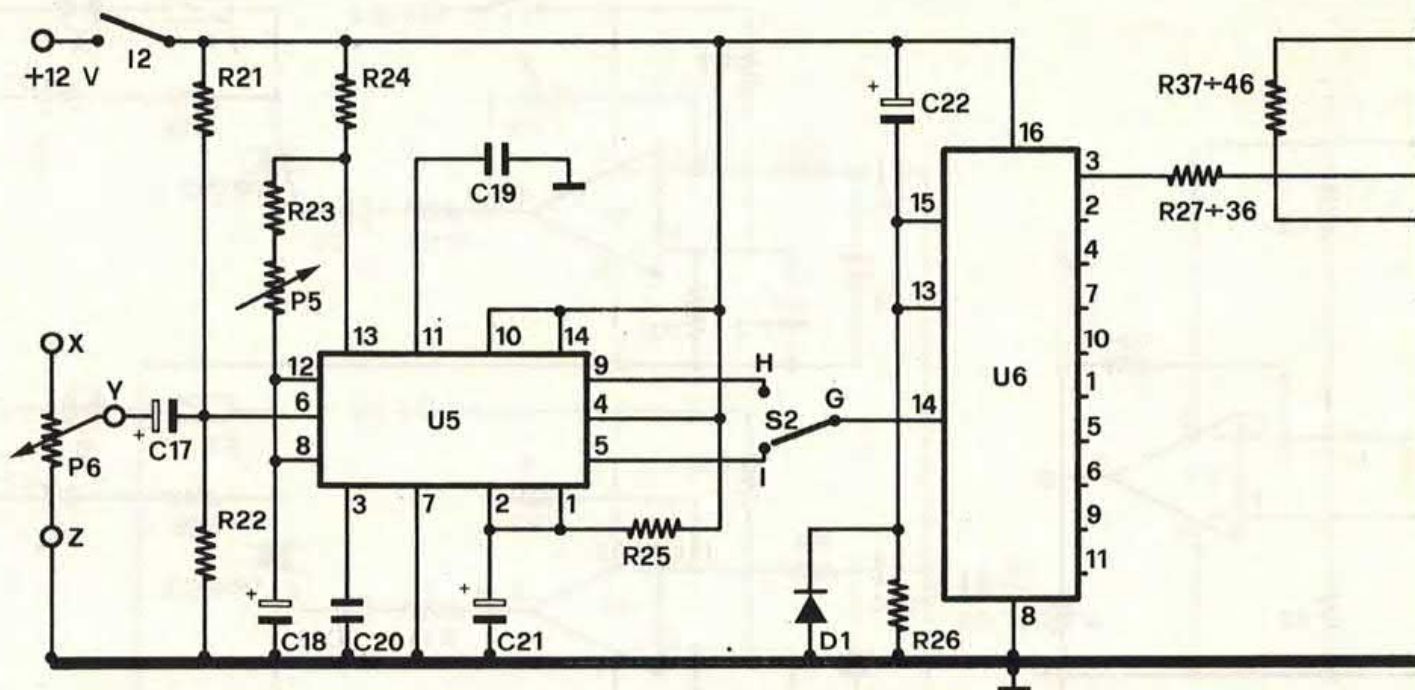 +12 V
I2
R21
R24
C22
R37÷46
16
3
C19
R23
15
2
R27÷36
4
P5
13
7
13
11
10
14
10
X
12
9
H
U6
1
Y
6
U5
4
S2
G
14
5
+
C17
8
5
I
6
P6
3
7
2
1
9
Z
R22
R25
11
+
C18
C20
+
C21
D1
R26
8
+